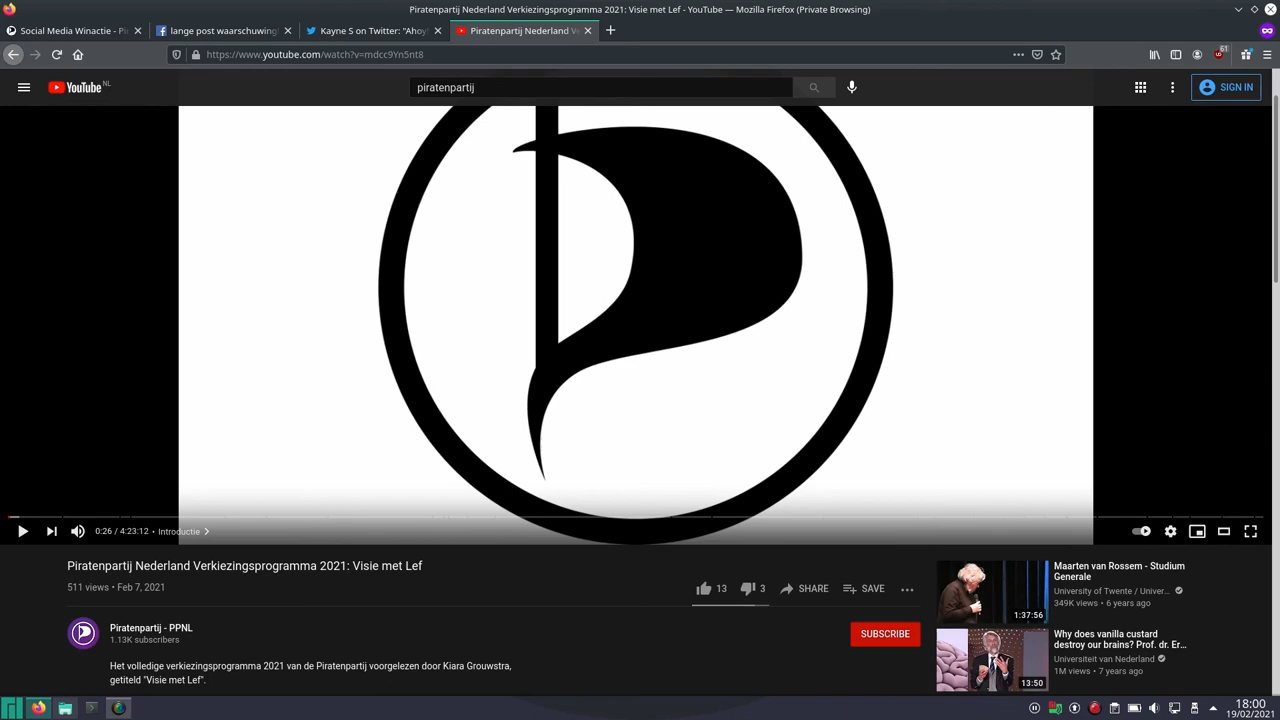 Piratenpartij Nederland Verkiezingsprogramma 2021: Visie met Lef - YouTube — Mozilla Firefox (Private Browsing)
Social Media Winactie - Pi
lange post waarschuwing
Kayne S on Twitter: "Ahoy!
Piratenpartij Nederland Ve
https://www.youtube.com/watch?v=mdcc9Yn5nt8
61
YouTube NL
piratenpartij
SIGN IN
0:26 / 4:23:12 • Introductie
Piratenpartij Nederland Verkiezingsprogramma 2021: Visie met Lef
511 views • Feb 7, 2021
13
3
SHARE
SAVE
Piratenpartij - PPNL
1.13K subscribers
SUBSCRIBE
Het volledige verkiezingsprogramma 2021 van de Piratenpartij voorgelezen door Kiara Grouwstra,
getiteld "Visie met Lef".
1:37:56
Maarten van Rossem - Studium
Generale
University of Twente / Univer...
349K views • 6 years ago
13:50
Why does vanilla custard
destroy our brains? Prof. dr. Er...
Universiteit van Nederland
1M views • 7 years ago
18:00
19/02/2021